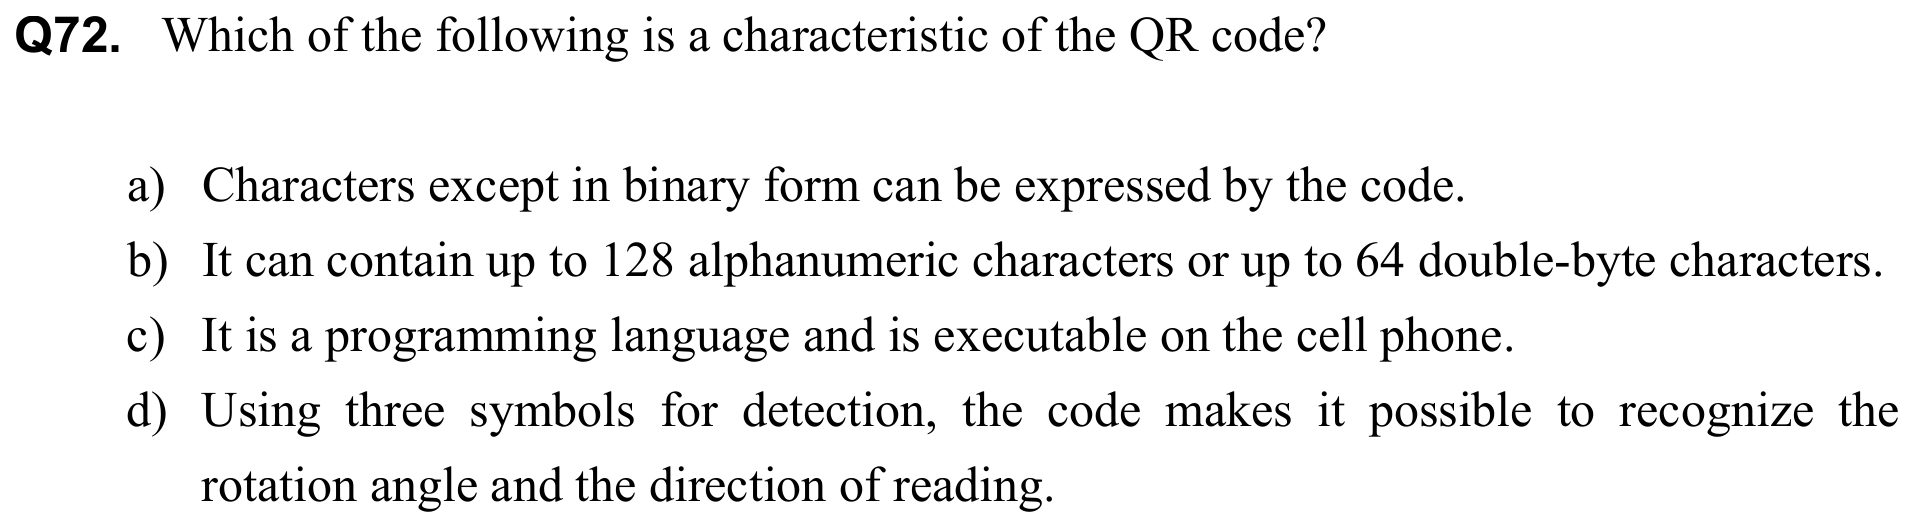 Q72. Which of the following is a characteristic of the QR code?
a) Characters except in binary form can be expressed by the code.
b) It can contain up to 128 alphanumeric characters or up to 64 double-byte characters.
c) It is a programming language and is executable on the cell phone.
d) Using three symbols for detection, the code makes it possible to recognize the
rotation angle and the direction of reading.